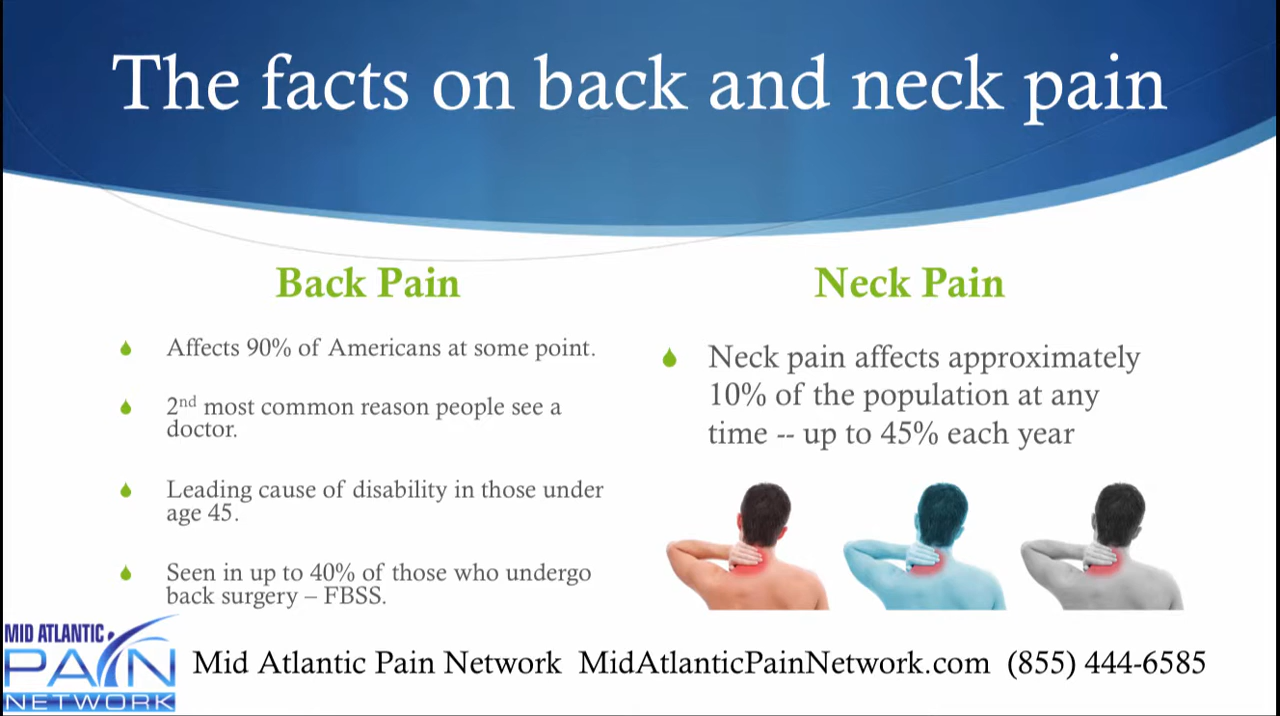 The facts on back and neck pain
Back Pain
Affects 90% of Americans at some point.
2nd most common reason people see a
doctor.
Leading cause of disability in those under
age 45.
Seen in up to 40% of those who undergo
back surgery – FBSS.
Neck Pain
Neck pain affects approximately
10% of the population at any
time -- up to 45% each year
MID ATLANTIC
PAIN
NETWORK
Mid Atlantic Pain Network MidAtlanticPainNetwork.com (855) 444-6585